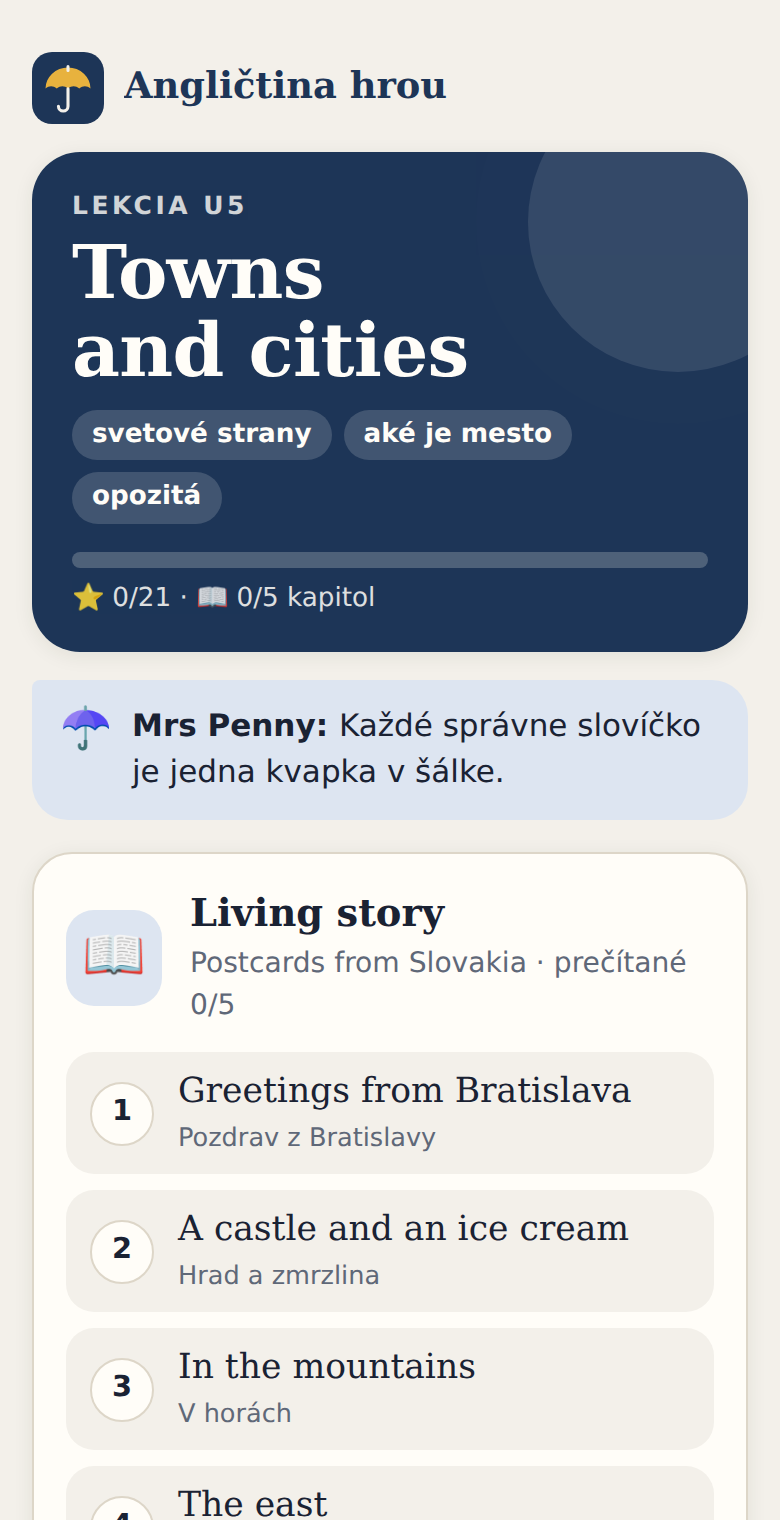 Angličtina hrou
LEKCIA U5
Towns
and cities
svetové strany
aké je mesto
opozitá
⭐ 0/21 · 📖 0/5 kapitol
Mrs Penny: Každé správne slovíčko
je jedna kvapka v šálke.
Living story
Postcards from Slovakia · prečítané
0/5
1
Greetings from Bratislava
Pozdrav z Bratislavy
2
A castle and an ice cream
Hrad a zmrzlina
3
In the mountains
V horách
4
The east